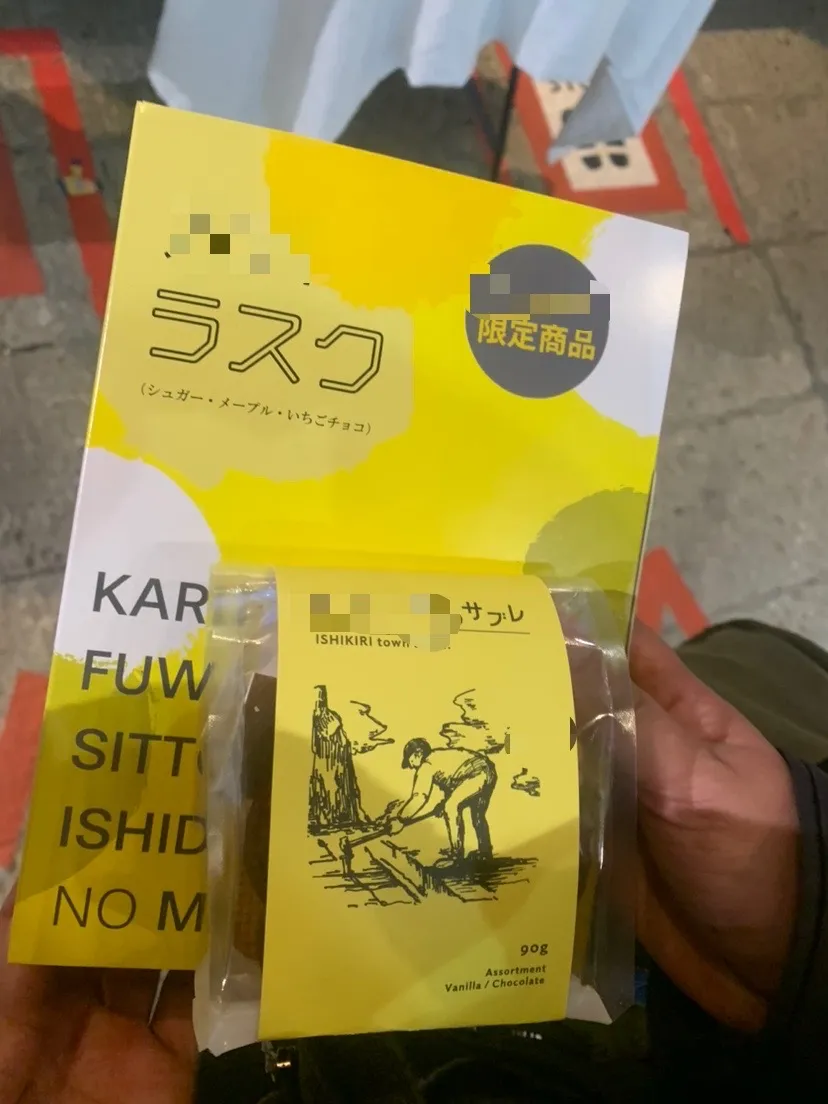 ラスク
（シュガー・メープル・いちごチョコ）
限定商品
KAR
FUW
SITT
ISHID
NO M
サブレ
ISHIKIRI town
90g
Assortment
Vanilla / Chocolate